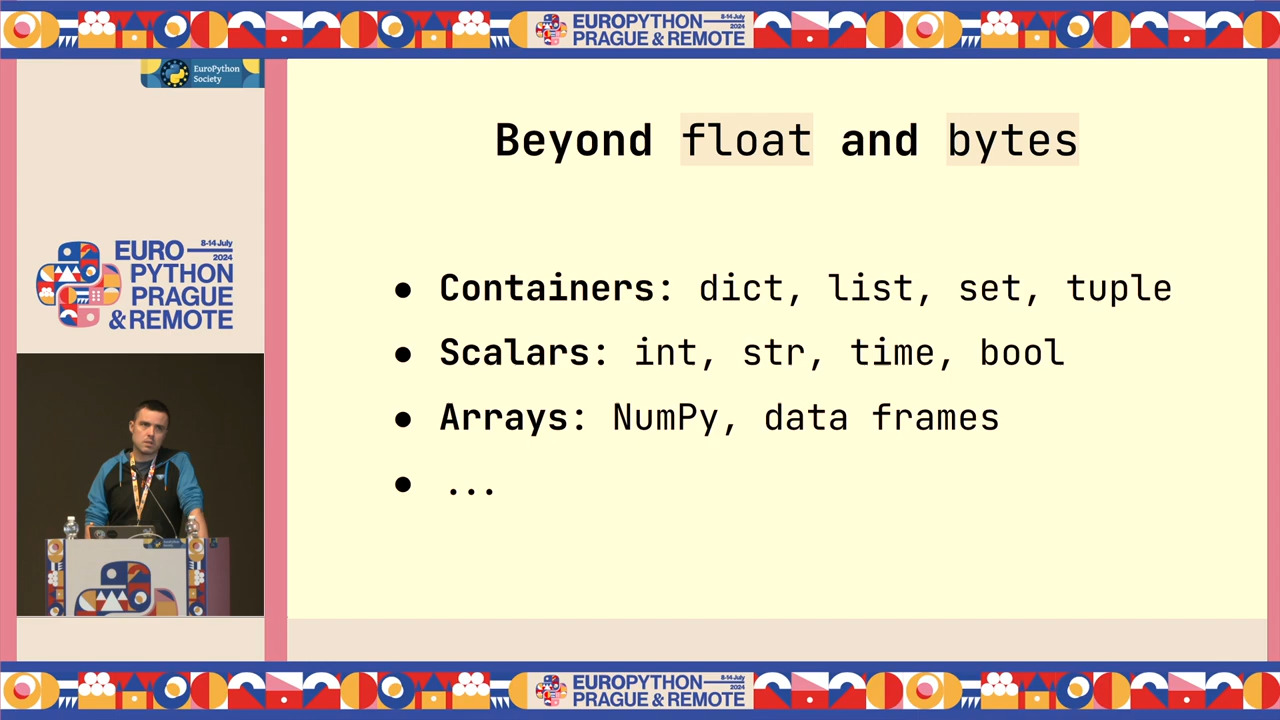 EUROPYTHON
8-14 July
2024
PRAGUE & REMOTE
EuroPython
Society
Beyond float and bytes
EURO
8-14 July
2024
PYTHON
PRAGUE
& REMOTE
● Containers: dict, list, set, tuple
● Scalars: int, str, time, bool
● Arrays: NumPy, data frames
● ...
EUROPYTHON
8-14 July
2024
PRAGUE & REMOTE